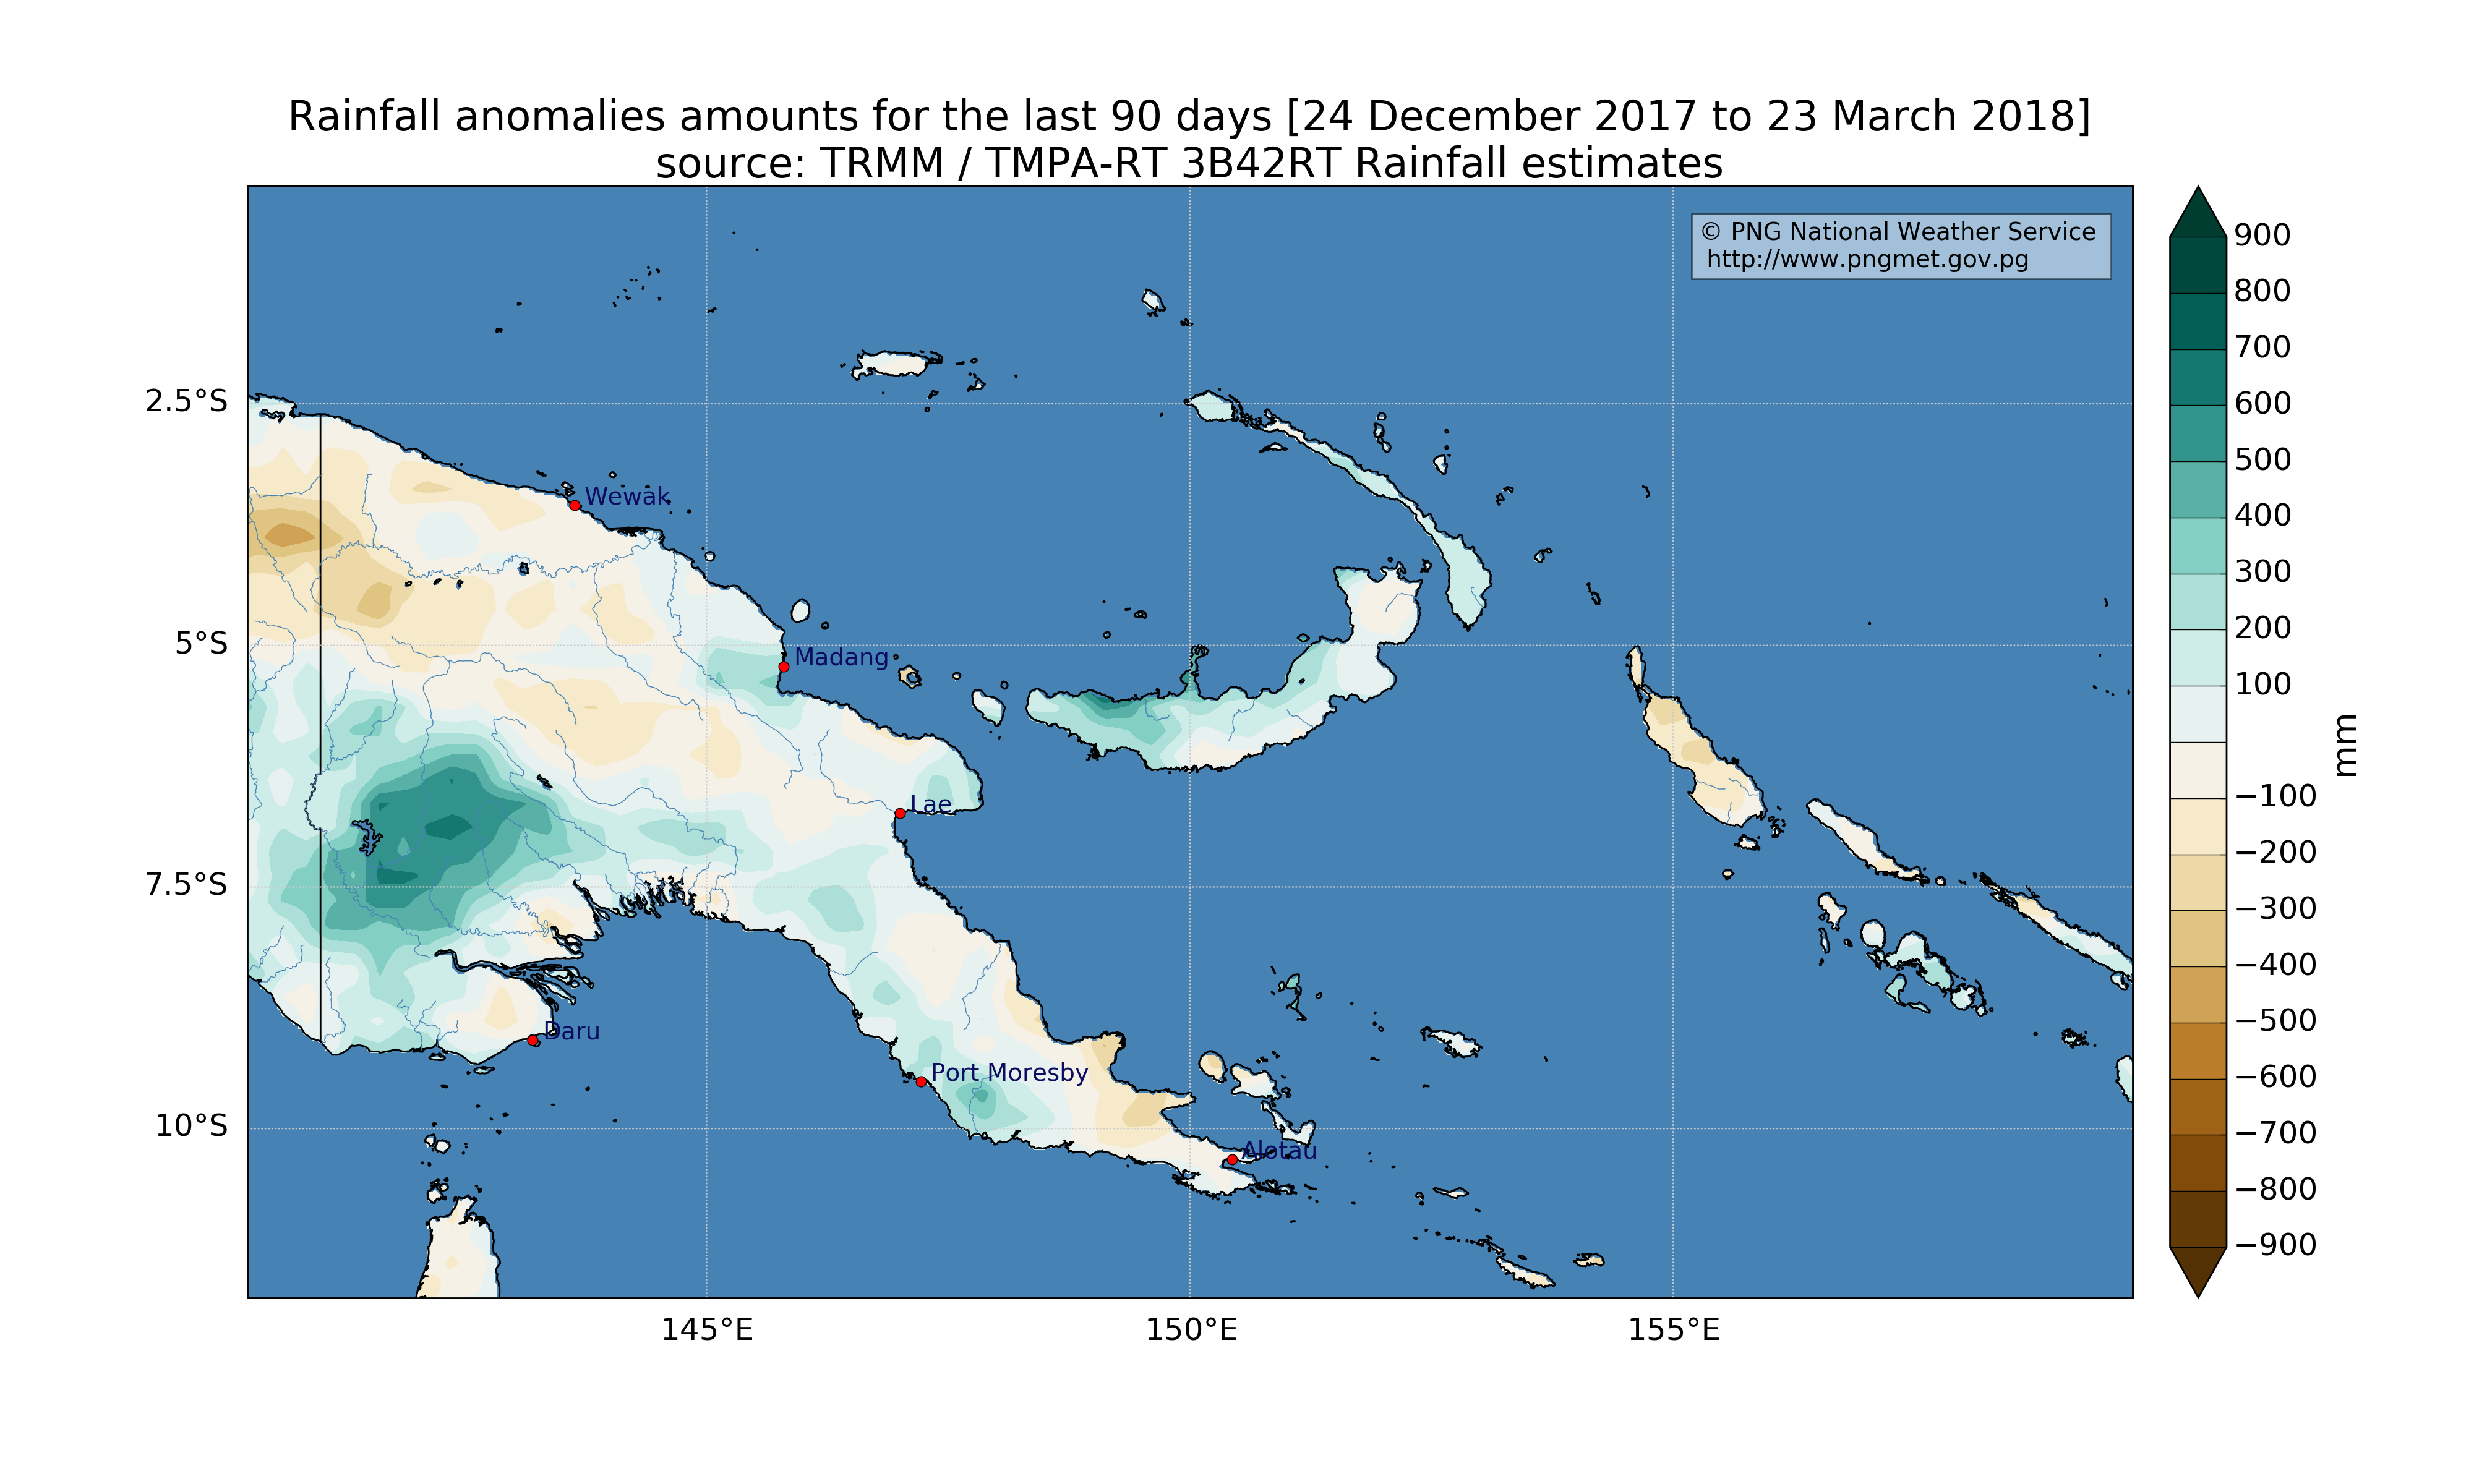 Rainfall anomalies amounts for the last 90 days [24 December 2017 to 23 March 2018]
source: TRMM / TMPA-RT 3B42RT Rainfall estimates
© PNG National Weather Service
http://www.pngmet.gov.pg
2.5°S
5°S
7.5°S
10°S
145°E
150°E
155°E
Wewak
Madang
Lae
Daru
Port Moresby
Alotau
900
800
700
600
500
400
300
200
100
−100
−200
−300
−400
−500
−600
−700
−800
−900
mm